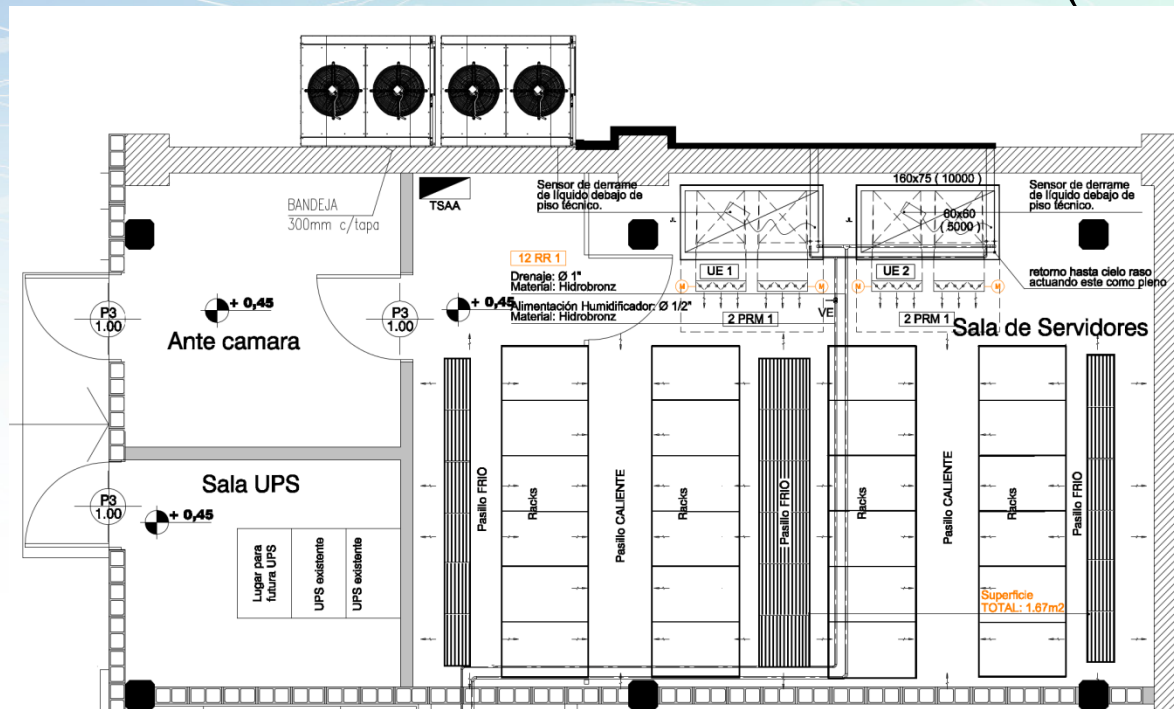 BANDEJA
300mm c/tapa
TSAA
Sensor de derrame
de líquido debajo de
piso técnico.
160x75 ( 10000 )
60x60
( 5000 )
Sensor de derrame
de líquido debajo de
piso técnico.
12 RR 1
Drenaje: Ø 1"
Material: Hidrobronz
Alimentación Humidificador: Ø 1/2"
Material: Hidrobronz
UE 1
UE 2
retorno hasta cielo raso
actuando este como pleno
M
M
M
M
VE
2 PRM 1
2 PRM 1
Sala de Servidores
+ 0,45
+ 0,45
P3
1.00
P3
1.00
Ante camara
Sala UPS
P3
1.00
+ 0,45
Lugar para
futura UPS
UPS existente
UPS existente
Pasillo FRIO
Racks
Pasillo CALIENTE
Racks
Pasillo FRIO
Racks
Pasillo CALIENTE
Racks
Pasillo FRIO
Superficie
TOTAL: 1.67m2